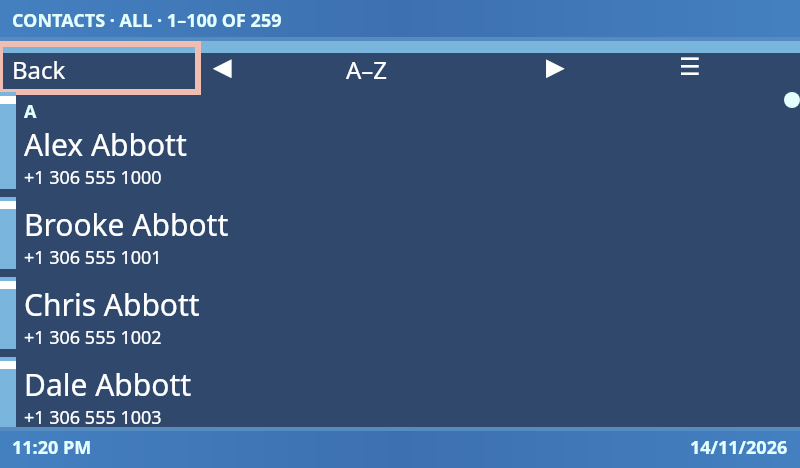 CONTACTS · ALL · 1–100 OF 259
Back ◀ A–Z ▶ ☰
A
Alex Abbott
+1 306 555 1000
Brooke Abbott
+1 306 555 1001
Chris Abbott
+1 306 555 1002
Dale Abbott
+1 306 555 1003
11:20 PM 14/11/2026